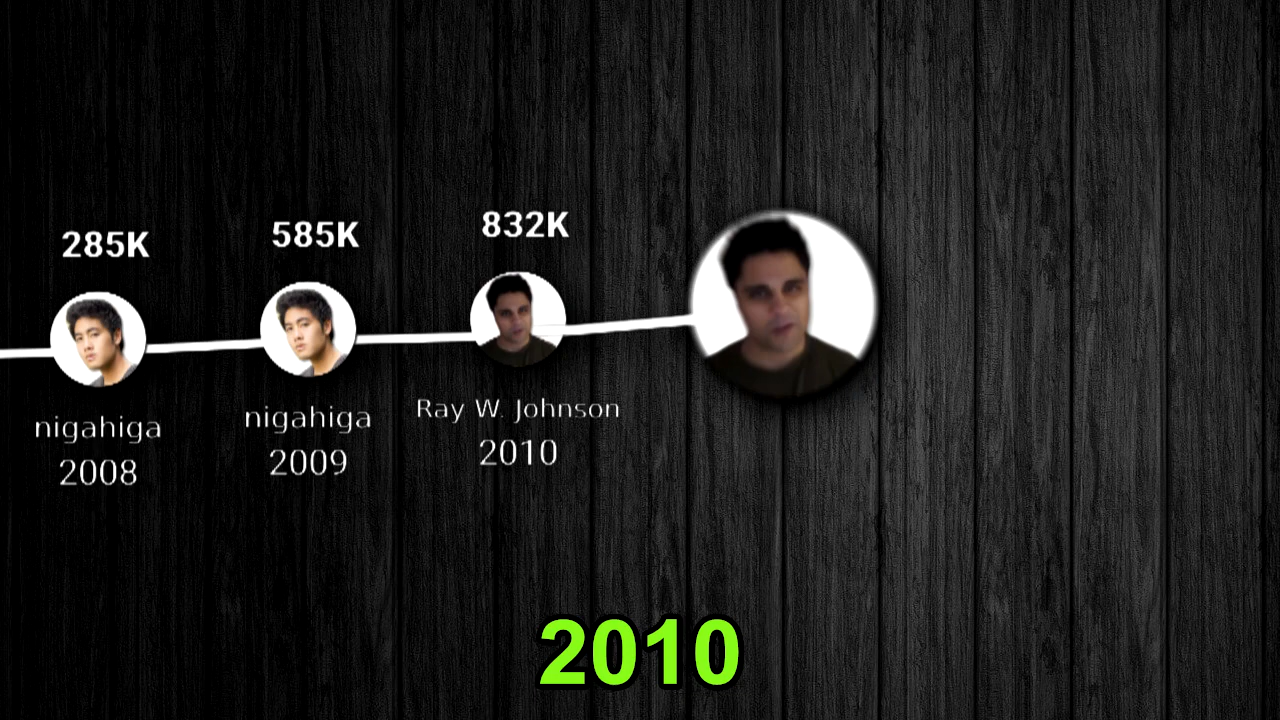 285K
nigahiga
2008
585K
nigahiga
2009
832K
Ray W. Johnson
2010
2010